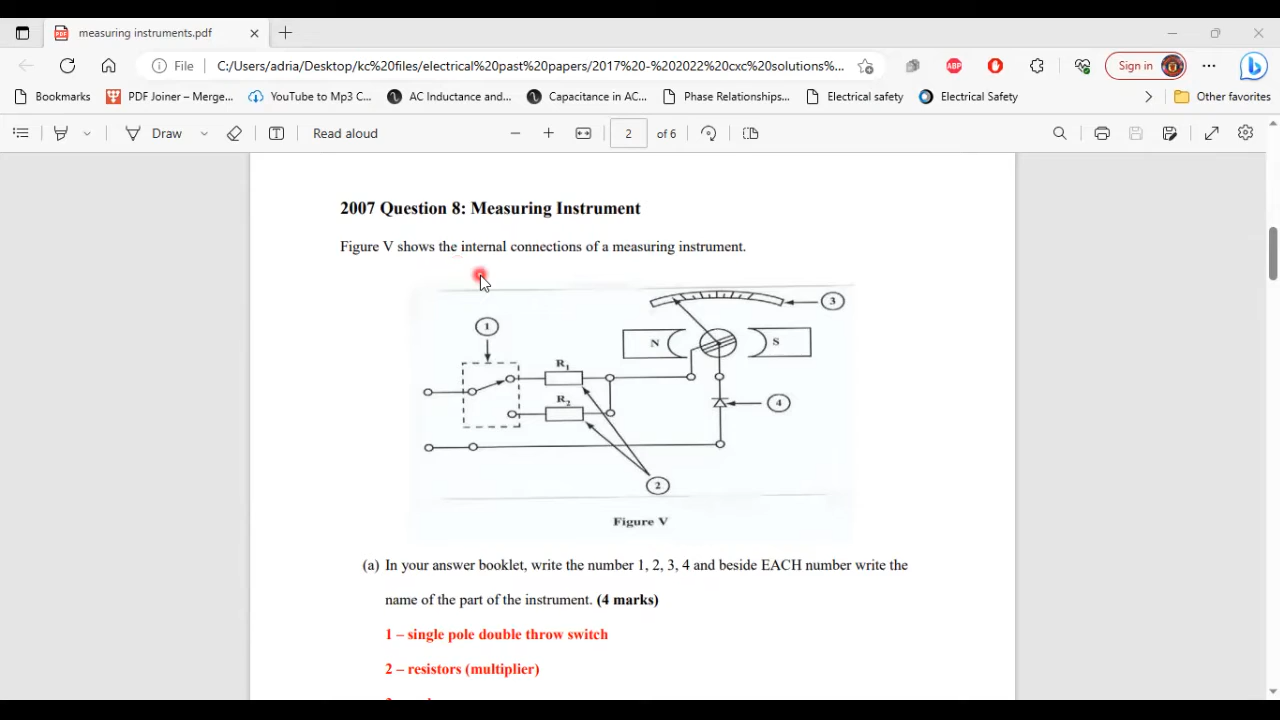 measuring instruments.pdf
File C:/Users/adria/Desktop/kc%20files/electrical%20past%20papers/2017%20-%202022%20cxc%20solutions%...
ABP
Sign in
Bookmarks PDF Joiner – Merge... YouTube to Mp3 C... AC Inductance and... Capacitance in AC... Phase Relationships... Electrical safety Electrical Safety Other favorites
Draw Read aloud 2 of 6
2007 Question 8: Measuring Instrument
Figure V shows the internal connections of a measuring instrument.
3
1
N S
R1
R2
4
2
Figure V
(a) In your answer booklet, write the number 1, 2, 3, 4 and beside EACH number write the
name of the part of the instrument. (4 marks)
1 – single pole double throw switch
2 – resistors (multiplier)